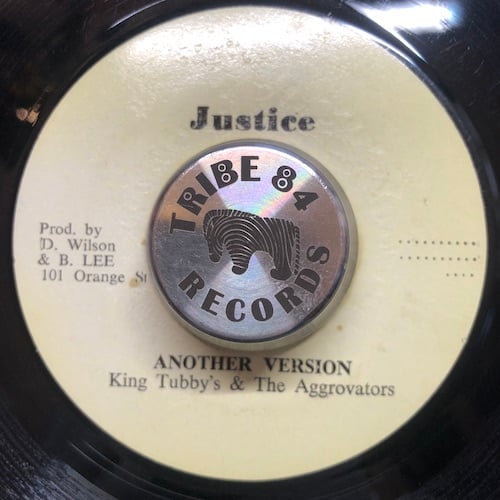 Justice
TRIBE 84
RECORDS
Prod. by
D. Wilson
& B. LEE
101 Orange St
ANOTHER VERSION
King Tubby's & The Aggrovators